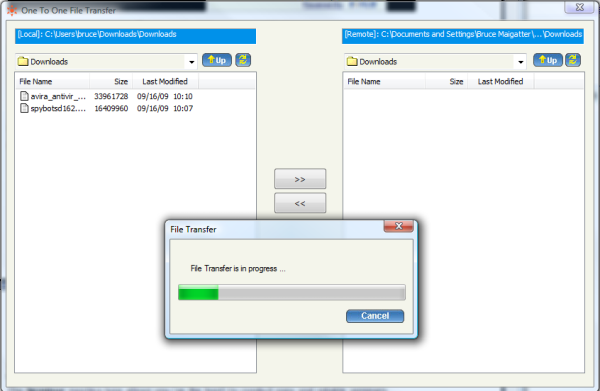 One To One File Transfer
[Local]: C:\Users\bruce\Downloads\Downloads
[Remote]: C:\Documents and Settings\Bruce Maigatter\,...\Downloads
Downloads
Up
Downloads
Up
File Name Size Last Modified
File Name Size Last Modified
avira_antivir_... 33961728 09/16/09 10:10
spybotsd162.... 16409960 09/16/09 10:07
>>
<<
File Transfer
File Transfer is in progress ...
Cancel